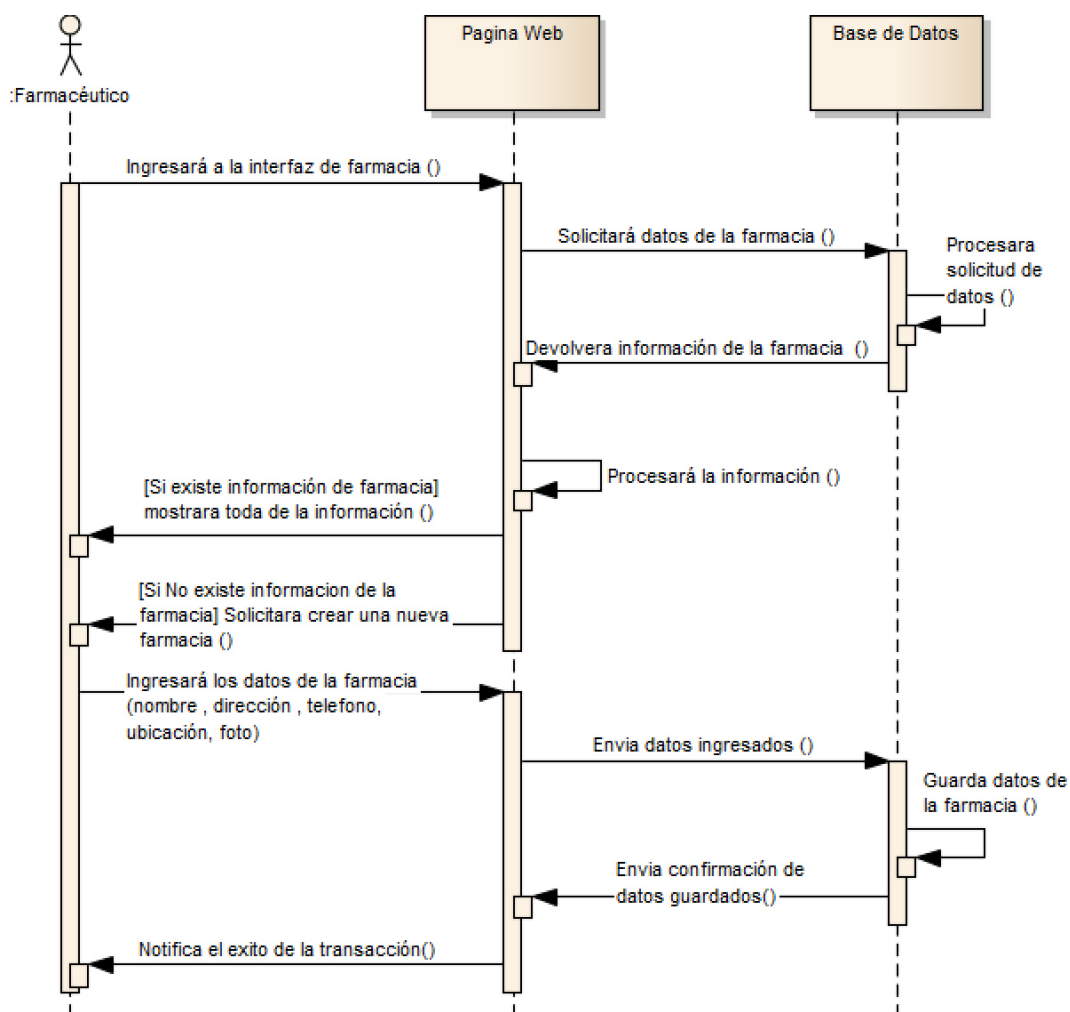 Pagina Web
Base de Datos
:Farmacéutico
Ingresará a la interfaz de farmacia ()
Solicitará datos de la farmacia ()
Procesara
solicitud de
datos ()
Devolvera información de la farmacia ()
Procesará la información ()
[Si existe información de farmacia]
mostrara toda de la información ()
[Si No existe informacion de la
farmacia] Solicitara crear una nueva
farmacia ()
Ingresará los datos de la farmacia
(nombre , dirección , telefono,
ubicación, foto)
Envia datos ingresados ()
Guarda datos de
la farmacia ()
Envia confirmación de
datos guardados()
Notifica el exito de la transacción()